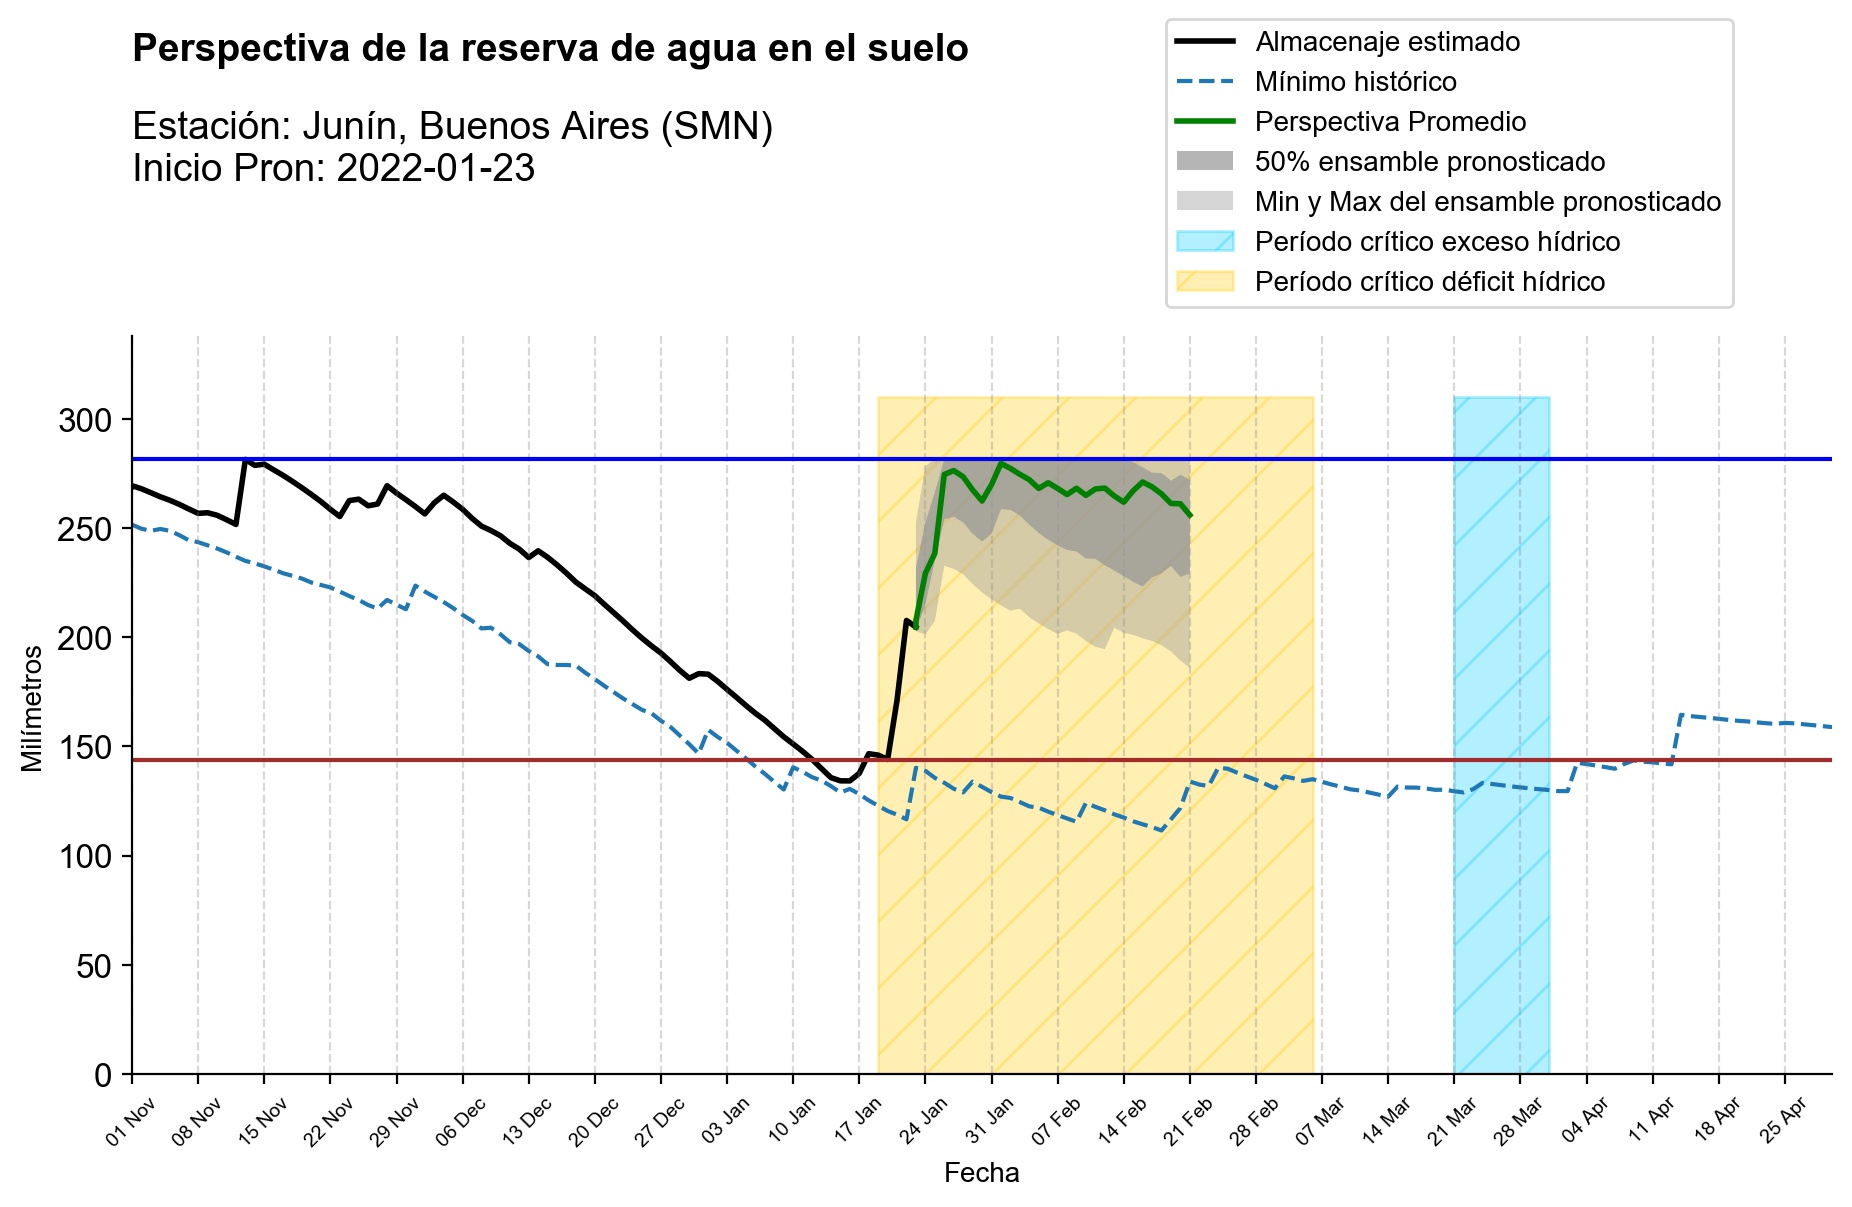 Perspectiva de la reserva de agua en el suelo
Estación: Junín, Buenos Aires (SMN)
Inicio Pron: 2022-01-23
Almacenaje estimado
Mínimo histórico
Perspectiva Promedio
50% ensamble pronosticado
Min y Max del ensamble pronosticado
Período crítico exceso hídrico
Período crítico déficit hídrico
Milímetros
300
250
200
150
100
50
0
01 Nov
08 Nov
15 Nov
22 Nov
29 Nov
06 Dec
13 Dec
20 Dec
27 Dec
03 Jan
10 Jan
17 Jan
24 Jan
31 Jan
07 Feb
14 Feb
21 Feb
28 Feb
07 Mar
14 Mar
21 Mar
28 Mar
04 Apr
11 Apr
18 Apr
25 Apr
Fecha